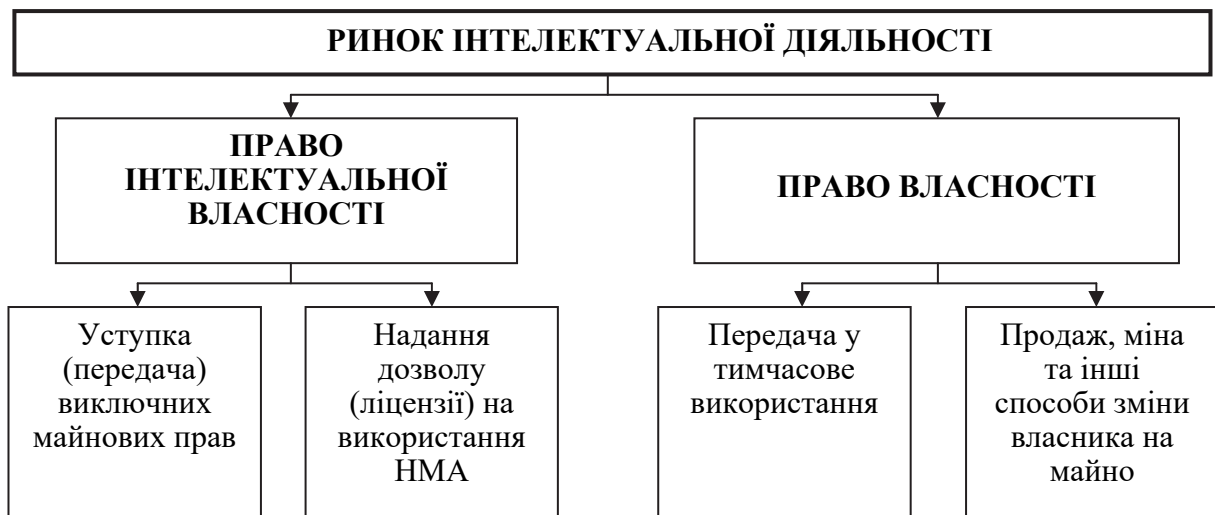 РИНОК ІНТЕЛЕКТУАЛЬНОЇ ДІЯЛЬНОСТІ
ПРАВО
ІНТЕЛЕКТУАЛЬНОЇ
ВЛАСНОСТІ
ПРАВО ВЛАСНОСТІ
Уступка
(передача)
виключних
майнових прав
Надання
дозволу
(ліцензії) на
використання
НМА
Передача у
тимчасове
використання
Продаж, міна
та інші
способи зміни
власника на
майно